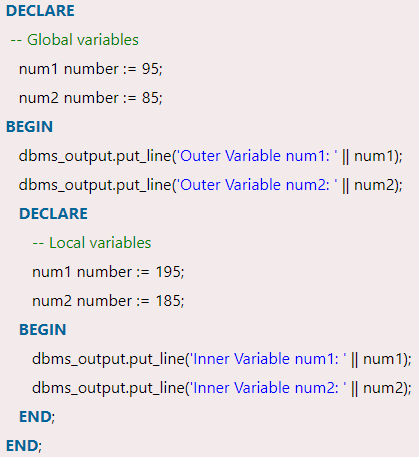 DECLARE
-- Global variables
num1 number := 95;
num2 number := 85;
BEGIN
dbms_output.put_line('Outer Variable num1: ' || num1);
dbms_output.put_line('Outer Variable num2: ' || num2);
DECLARE
-- Local variables
num1 number := 195;
num2 number := 185;
BEGIN
dbms_output.put_line('Inner Variable num1: ' || num1);
dbms_output.put_line('Inner Variable num2: ' || num2);
END;
END;